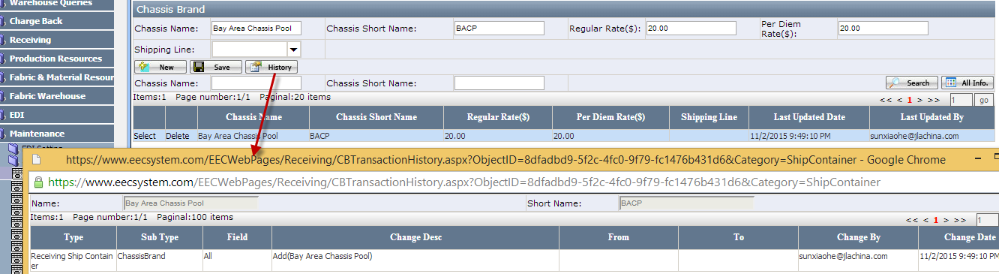 Warehouse Queries
Charge Back
Receiving
Production Resources
Fabric & Material Resour
Fabric Warehouse
EDI
Maintenance
Chassis Brand
Chassis Name: Bay Area Chassis Pool Chassis Short Name: BACP Regular Rate($): 20.00 Per Diem Rate($): 20.00
Shipping Line:
New Save History
Chassis Name: Chassis Short Name: Search All Info.
Items:1 Page number:1/1 Paginal:20 items << < 1 > >> 1 go
Chassis Name Chassis Short Name Regular Rate($) Per Diem Rate($) Shipping Line Last Updated Date Last Updated By
Select Delete Bay Area Chassis Pool BACP 20.00 20.00 11/2/2015 9:49:10 PM sunxiaohe@jlachina.com
https://www.eecsystem.com/EECWebPages/Receiving/CBTransactionHistory.aspx?ObjectID=8dfadbd9-5f2c-4fc0-9f79-fc1476b431d6&Category=ShipContainer - Google Chrome
https://www.eecsystem.com/EECWebPages/Receiving/CBTransactionHistory.aspx?ObjectID=8dfadbd9-5f2c-4fc0-9f79-fc1476b431d6&Category=ShipContainer
Name: Bay Area Chassis Pool Short Name: BACP
Items:1 Page number:1/1 Paginal:100 items << < 1 > >> 1
Type Sub Type Field Change Desc From To Change By Change Date
Receiving Ship Contain ChassisBrand All Add(Bay Area Chassis Pool) sunxiaohe@jlachina.com 11/2/2015 9:49:10 PM
er